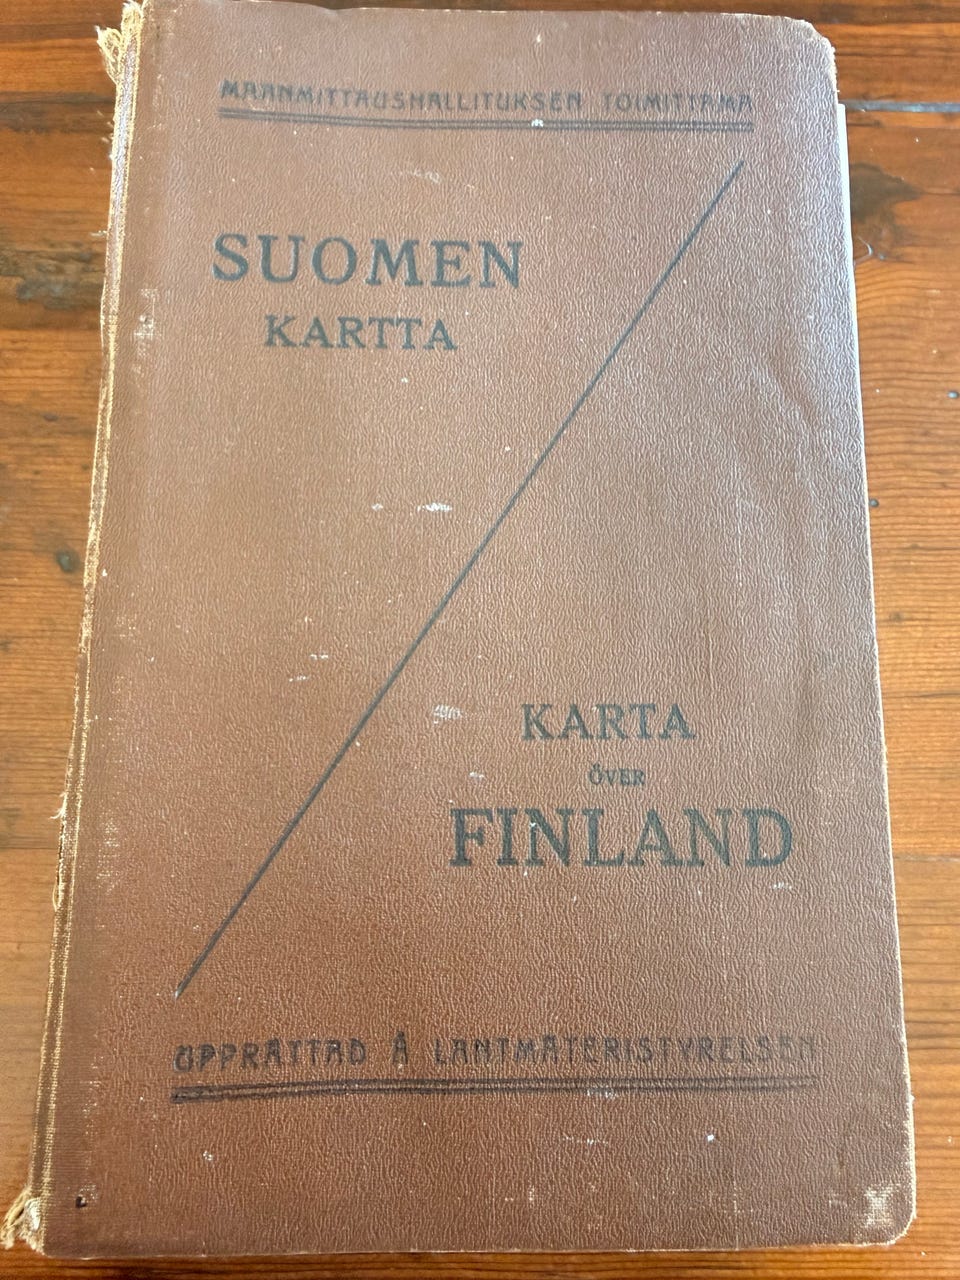 MAANMITTAUSHALLITUKSEN TOIMITTAMA
SUOMEN
KARTTA
KARTA
ÖVER
FINLAND
UPPRÄTTAD Å LANTMÄTERISTYRELSEN